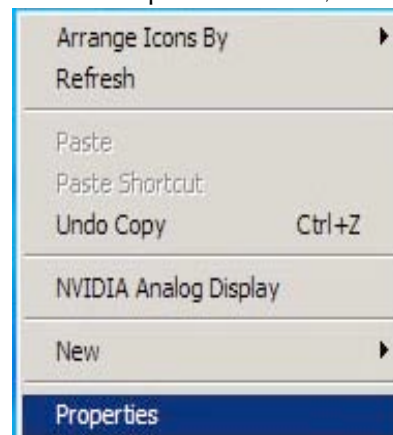 Arrange Icons By
Refresh
Paste
Paste Shortcut
Undo Copy Ctrl+Z
NVIDIA Analog Display
New
Properties